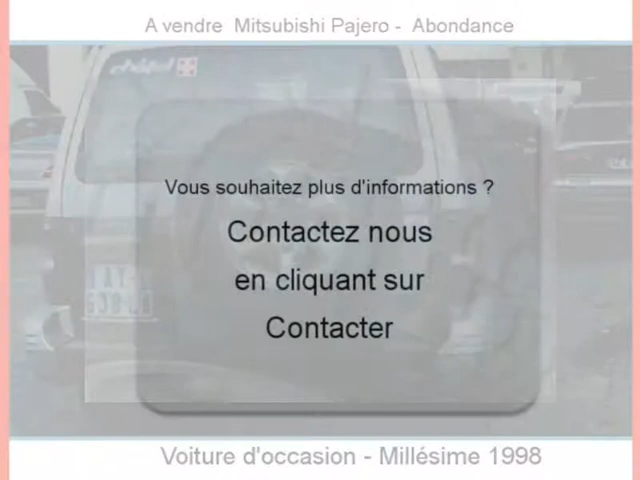 A vendre Mitsubishi Pajero - Abondance
Vous souhaitez plus d'informations ?
Contactez nous
en cliquant sur
Contacter
Voiture d'occasion - Millésime 1998